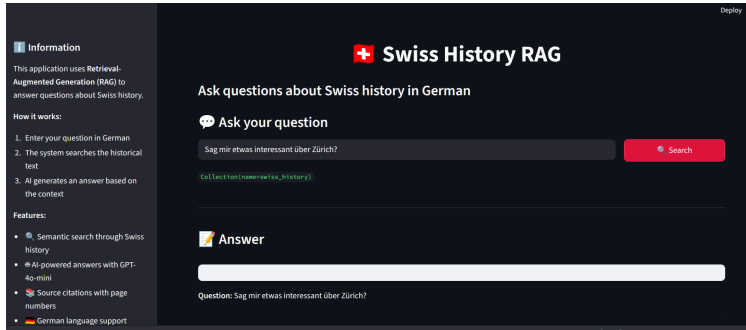 Deploy
ℹ️ Information
This application uses Retrieval-
Augmented Generation (RAG) to
answer questions about Swiss history.
How it works:
1. Enter your question in German
2. The system searches the historical
text
3. AI generates an answer based on
the context
Features:
• 🔍 Semantic search through Swiss
history
• 🤖 AI-powered answers with GPT-
4o-mini
• 📚 Source citations with page
numbers
• 🇩🇪 German language support
🇨🇭 Swiss History RAG
Ask questions about Swiss history in German
💬 Ask your question
Sag mir etwas interessant über Zürich?
🔍 Search
Collection(name=swiss_history)
📝 Answer
Question: Sag mir etwas interessant über Zürich?